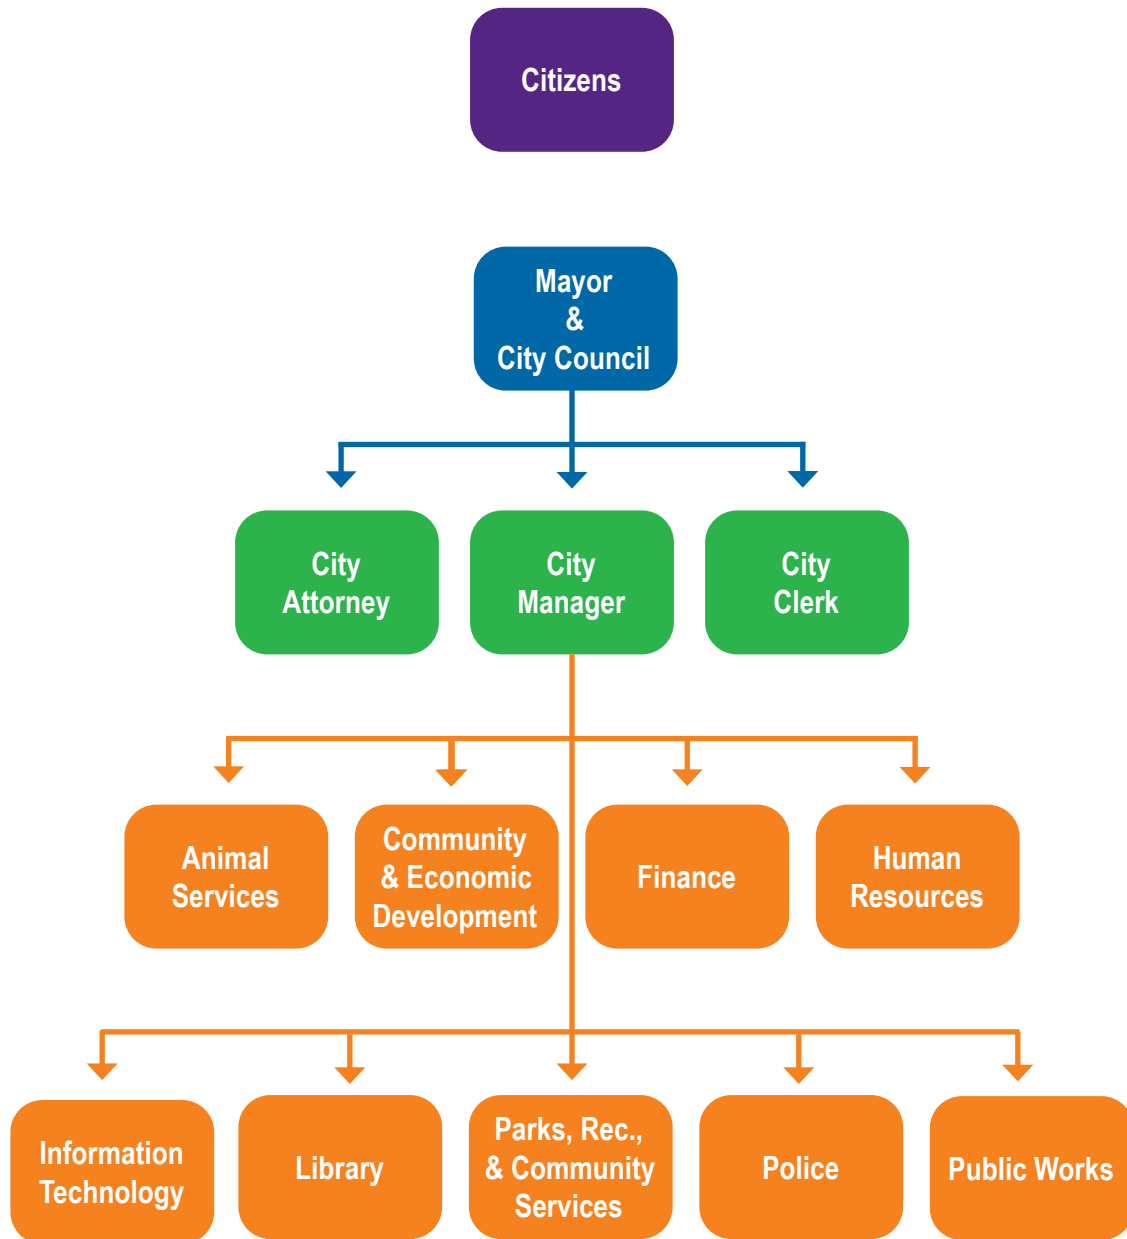 Citizens
Mayor
&
City Council
City
Attorney
City
Manager
City
Clerk
Animal
Services
Community
& Economic
Development
Finance
Human
Resources
Information
Technology
Library
Parks, Rec.,
& Community
Services
Police
Public Works